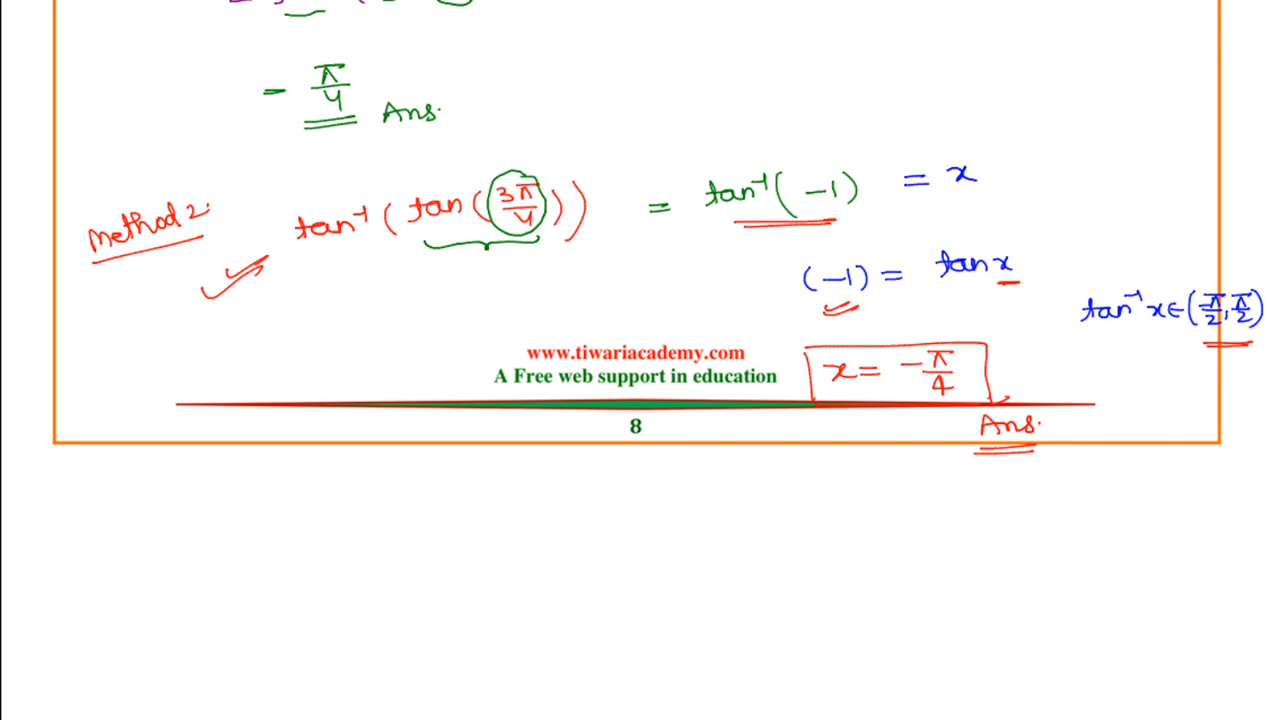 = π/4 Ans.
Method 2: tan⁻¹(tan(3π/4)) = tan⁻¹(-1) = x
(-1) = tan x
tan⁻¹ x ∈ (-π/2, π/2)
x = -π/4
Ans.
www.tiwariacademy.com
A Free web support in education
8